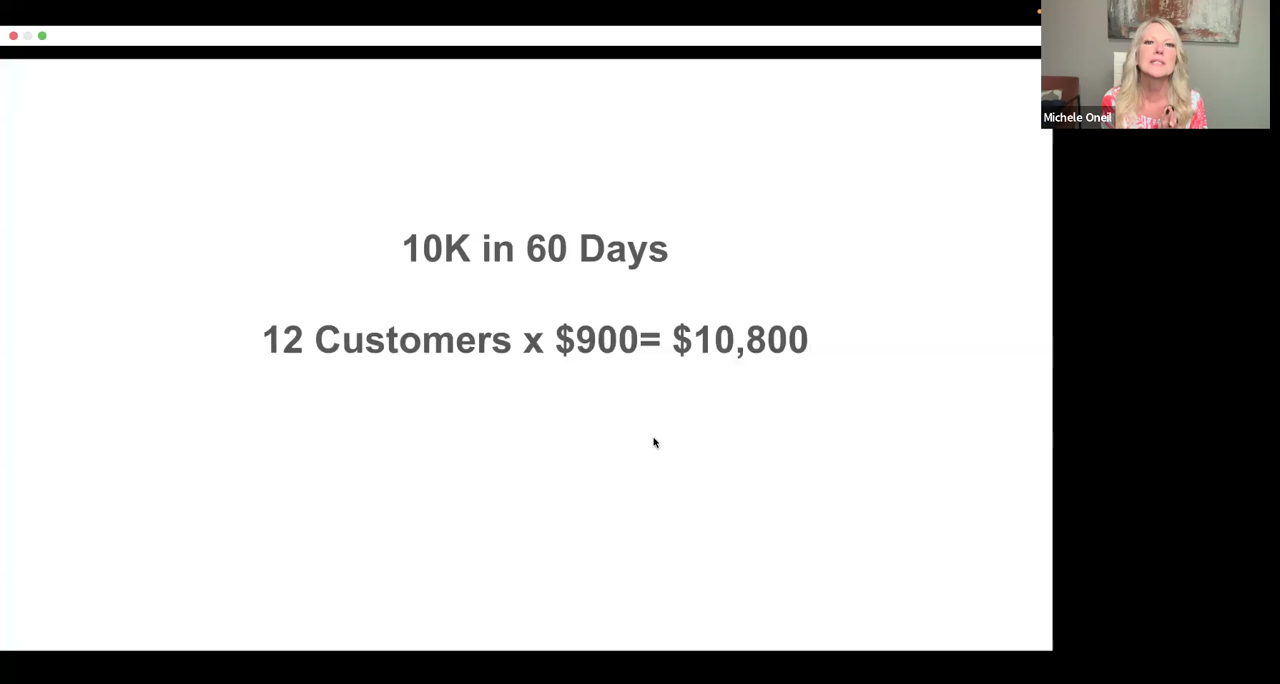 Michele Oneil
10K in 60 Days
12 Customers x $900= $10,800